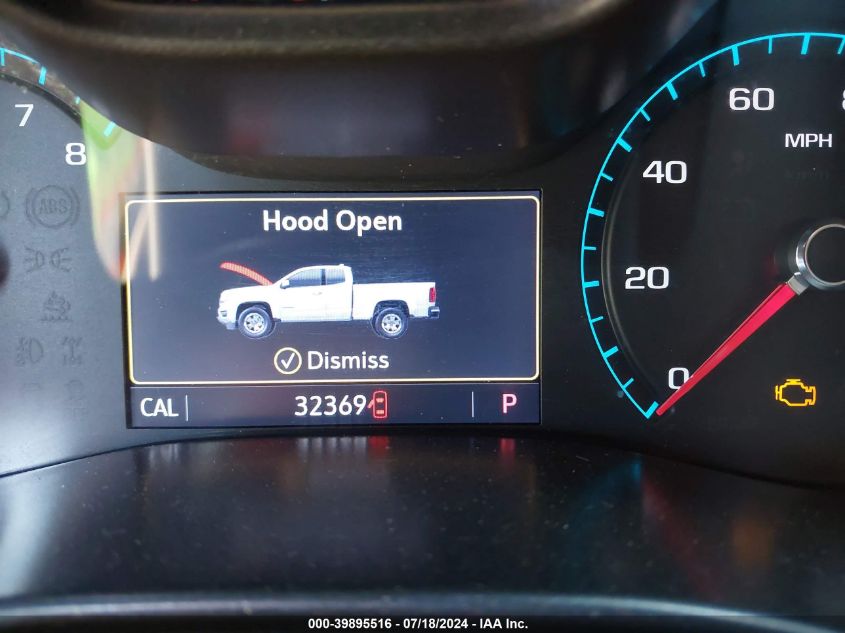 7
8
ABS
Hood Open
Dismiss
CAL
32369
P
0
20
40
60
MPH
000-39895516 - 07/18/2024 - IAA Inc.